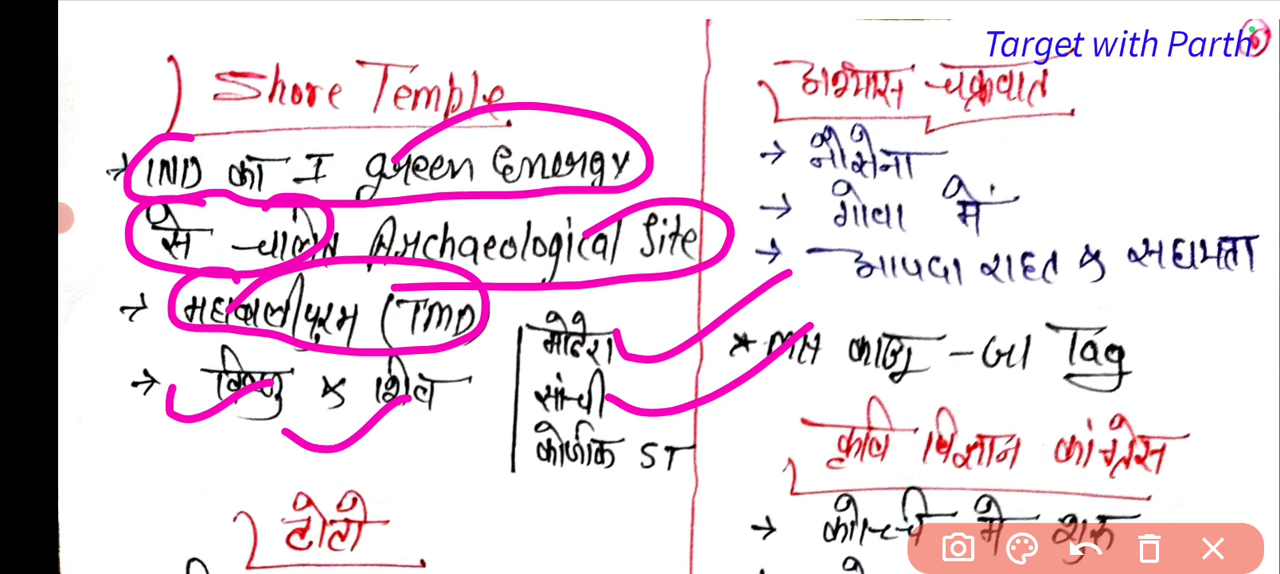 Target with Parth
Shore Temple
→ IND का I green Energy
से चालित Archaeological Site
→ महाबलीपुरम (TMD
→ विष्णु & शिव
मोढेरा
सांची
कोर्णाक ST
टोटो
अभ्यास चक्रवात
→ नौसेना
→ गोवा में
→ आपदा राहत & सहायता
* काजू - GI Tag
कृषि विज्ञान कांग्रेस
→ कोच्ची में शुरू